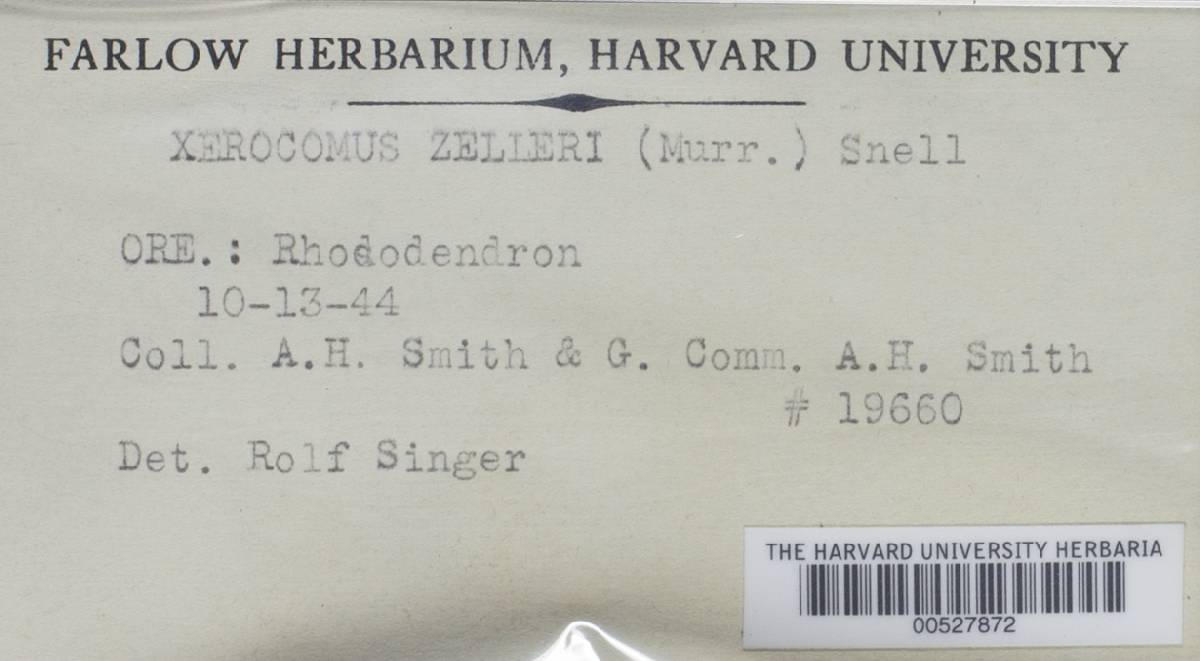 FARLOW HERBARIUM, HARVARD UNIVERSITY
XEROCOMUS ZELLERI (Murr.) Snell
ORE.: Rhododendron
10-13-44
Coll. A.H. Smith & G. Comm. A.H. Smith
# 19660
Det. Rolf Singer
THE HARVARD UNIVERSITY HERBARIA
00527872